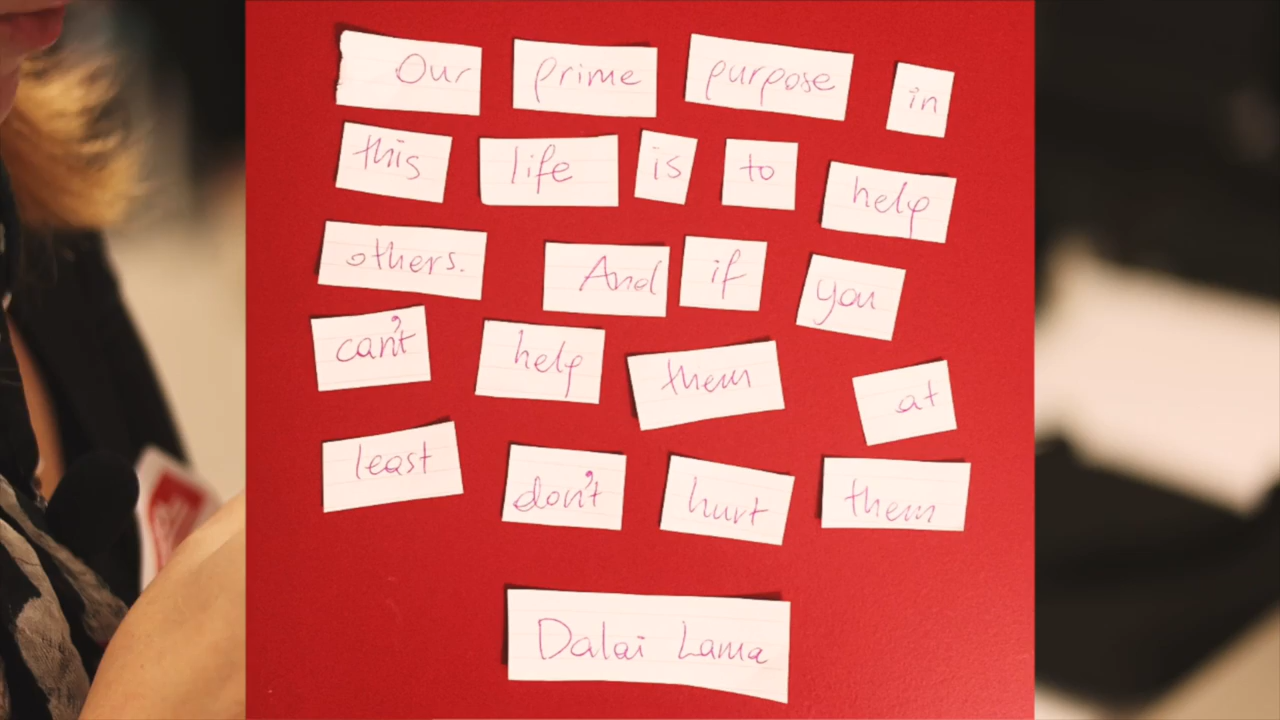 Our prime purpose in
this life is to help
others. And if you
can't help them at
least don't hurt them
Dalai Lama